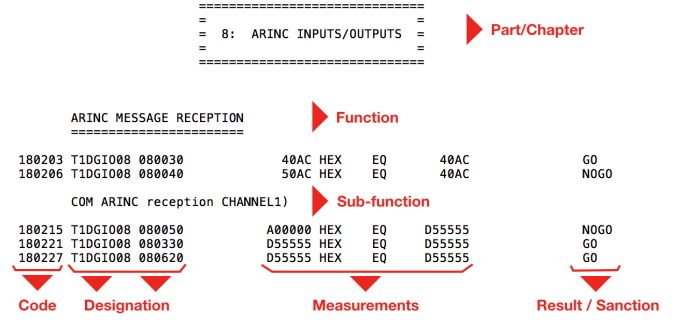 ===============================
= =
= 8: ARINC INPUTS/OUTPUTS = Part/Chapter
= =
===============================
ARINC MESSAGE RECEPTION Function
========================
180203 T1DGIO08 080030 40AC HEX EQ 40AC GO
180206 T1DGIO08 080040 50AC HEX EQ 40AC NOGO
COM ARINC reception CHANNEL1) Sub-function
180215 T1DGIO08 080050 A00000 HEX EQ D55555 NOGO
180221 T1DGIO08 080330 D55555 HEX EQ D55555 GO
180227 T1DGIO08 080620 D55555 HEX EQ D55555 GO
Code Designation Measurements Result / Sanction